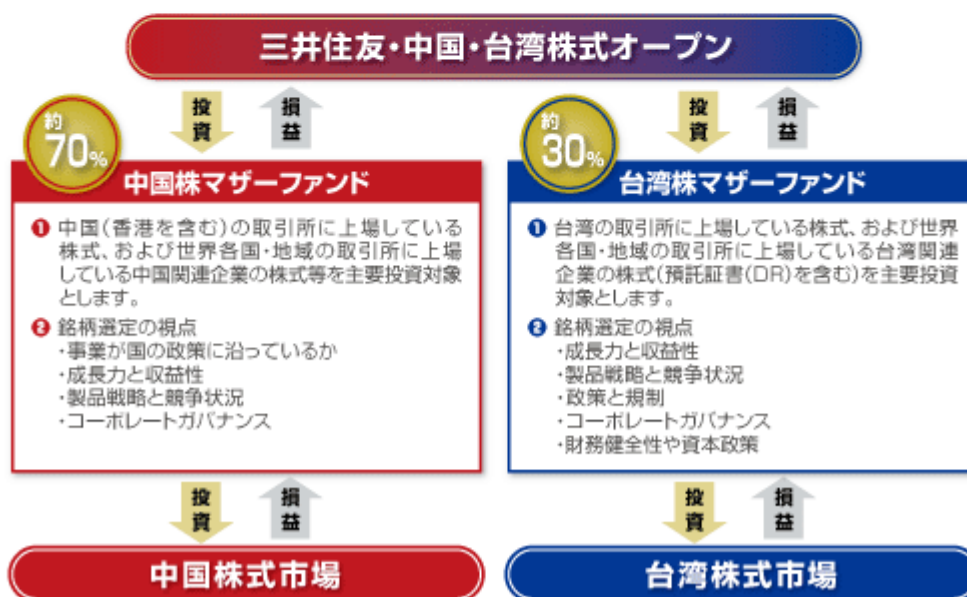 三井住友・中国・台湾株式オープン
投資
損益
投資
損益
約70%
中国株マザーファンド
❶ 中国(香港を含む)の取引所に上場している
株式、および世界各国・地域の取引所に上場
している中国関連企業の株式等を主要投資対象
とします。
❷ 銘柄選定の視点
・事業が国の政策に沿っているか
・成長力と収益性
・製品戦略と競争状況
・コーポレートガバナンス
約30%
台湾株マザーファンド
❶ 台湾の取引所に上場している株式、および世界
各国・地域の取引所に上場している台湾関連
企業の株式(預託証書(DR)を含む)を主要投資
対象とします。
❷ 銘柄選定の視点
・成長力と収益性
・製品戦略と競争状況
・政策と規制
・コーポレートガバナンス
・財務健全性や資本政策
投資
損益
投資
損益
中国株式市場
台湾株式市場